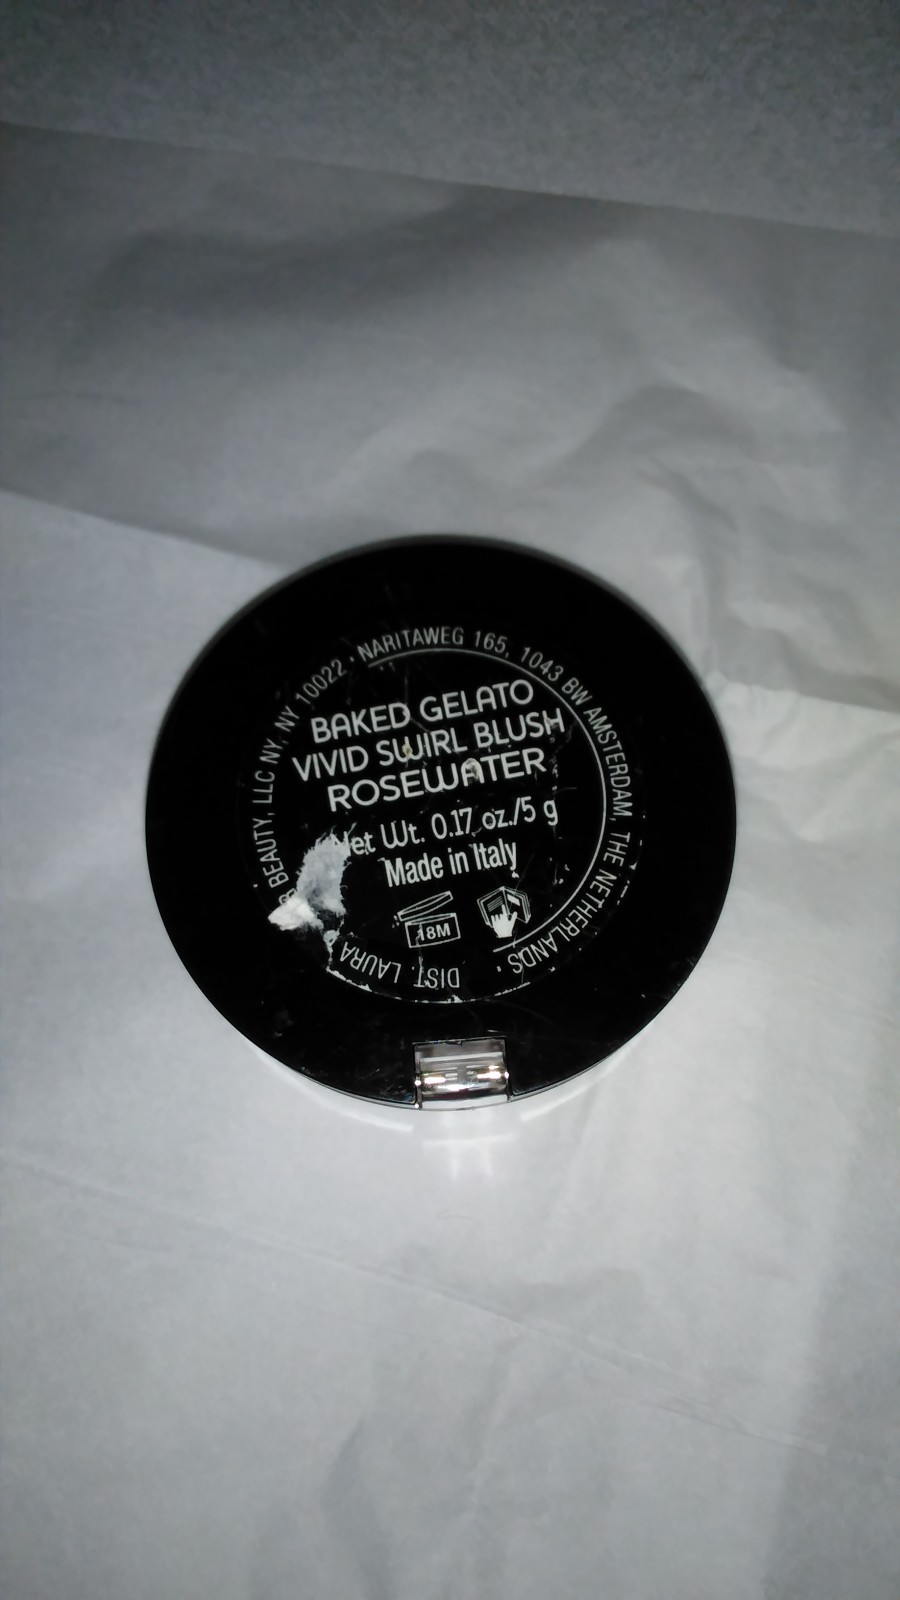 BAKED GELATO
VIVID SWIRL BLUSH
ROSEWATER
Net Wt. 0.17 oz./5 g
Made in Italy
18M
DIST. LAURA
BEAUTY, LLC NY, NY 10022 · NARITAWEG 165, 1043 BW AMSTERDAM, THE NETHERLANDS ·